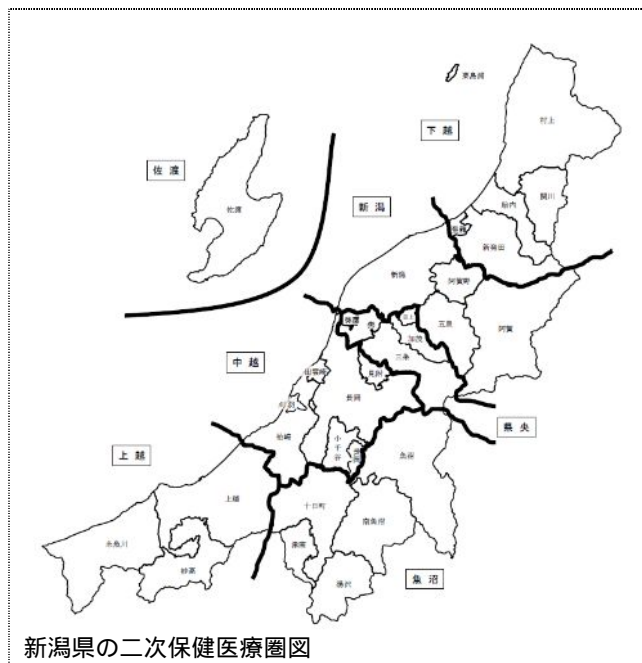 粟島浦
村上
下越
佐渡
関川
胎内
新潟
佐渡
聖籠
新発田
新潟
阿賀野
五泉
阿賀
弥彦
燕
田上
加茂
三条
中越
出雲崎
見附
長岡
刈羽
県央
上越
柏崎
小千谷
魚沼
上越
十日町
南魚沼
糸魚川
妙高
津南
湯沢
魚沼
新潟県の二次保健医療圏図